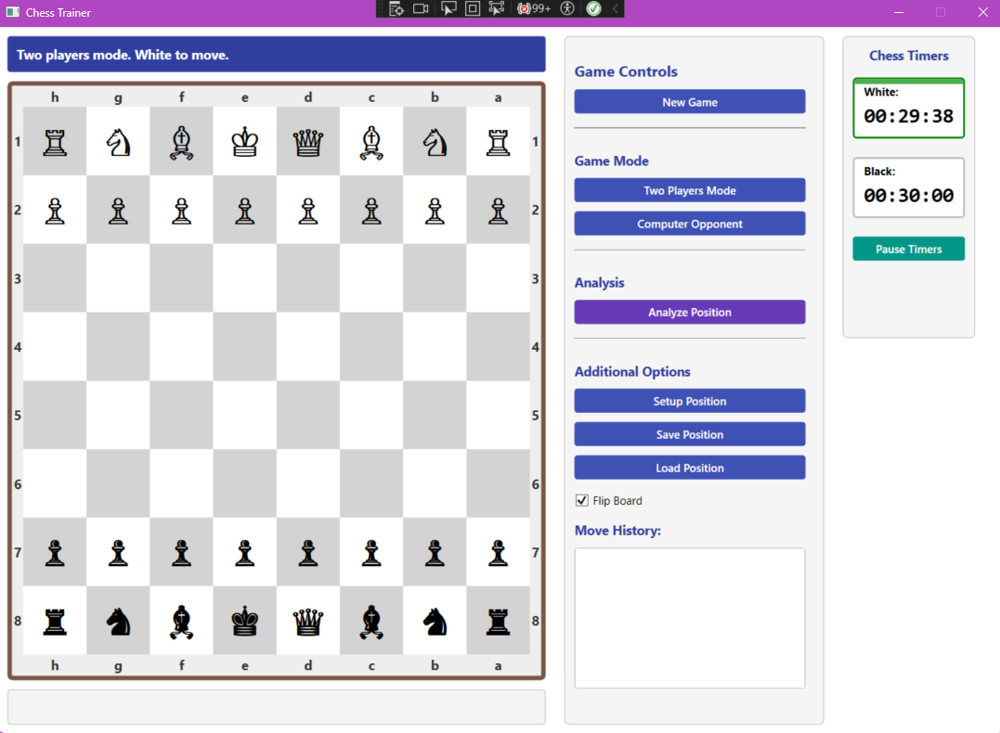 Chess Trainer
99+
Two players mode. White to move.
h g f e d c b a
1 1
2 2
3 3
4 4
5 5
6 6
7 7
8 8
h g f e d c b a
Game Controls
New Game
Game Mode
Two Players Mode
Computer Opponent
Analysis
Analyze Position
Additional Options
Setup Position
Save Position
Load Position
Flip Board
Move History:
Chess Timers
White:
00:29:38
Black:
00:30:00
Pause Timers